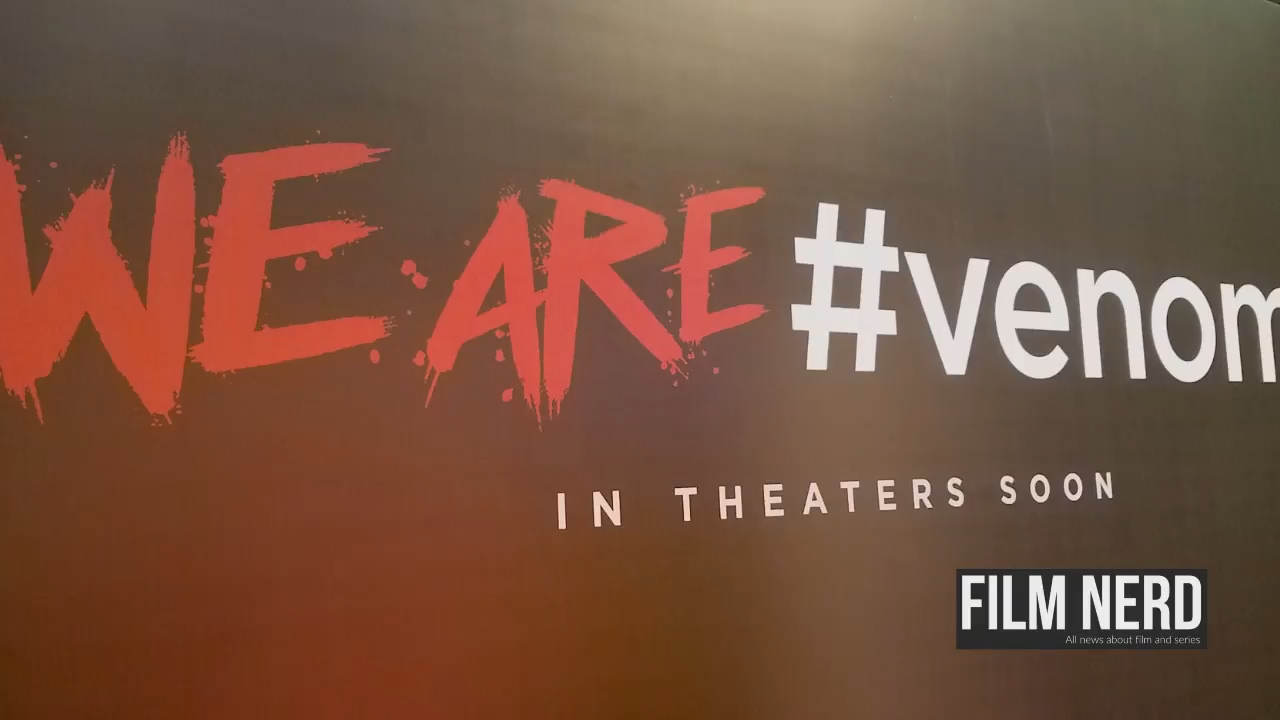 WE ARE #venom
IN THEATERS SOON
FILM NERD
All news about film and series